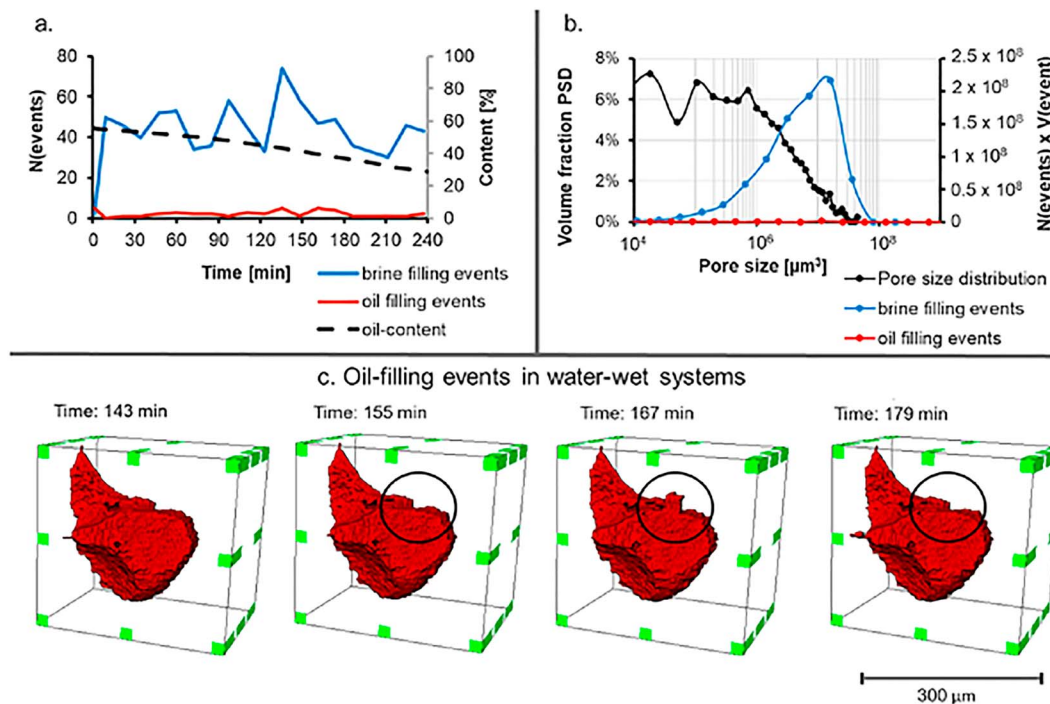 a.
N(events)
80
60
40
20
0
100
80
60
40
20
0
Content [%]
0 30 60 90 120 150 180 210 240
Time [min]
brine filling events
oil filling events
oil-content
b.
Volume fraction PSD
8%
6%
4%
2%
0%
2.5 x 10⁸
2 x 10⁸
1.5 x 10⁸
1 x 10⁸
0.5 x 10⁸
0
N(events) x V(event)
10⁴ 10⁶ 10⁸
Pore size [µm³]
Pore size distribution
brine filling events
oil filling events
c. Oil-filling events in water-wet systems
Time: 143 min
Time: 155 min
Time: 167 min
Time: 179 min
300 µm